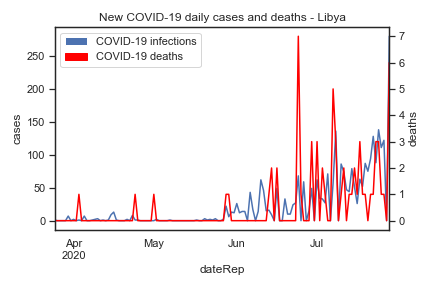 New COVID-19 daily cases and deaths - Libya
COVID-19 infections
COVID-19 deaths
cases
250
200
150
100
50
0
deaths
7
6
5
4
3
2
1
0
Apr
2020
May
Jun
Jul
dateRep